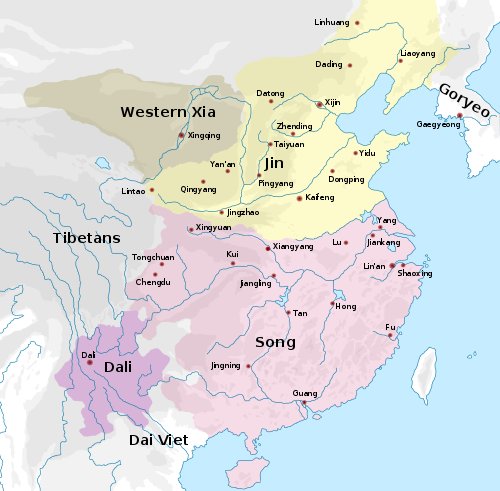 Linhuang
Liaoyang
Dading
Goryeo
Datong
Xijin
Western Xia
Gaegyeong
Zhending
Xingqing
Taiyuan
Yidu
Jin
Yan'an
Dongping
Pingyang
Qingyang
Lintao
Kaifeng
Jingzhao
Yang
Xingyuan
Tibetans
Lu
Jiankang
Xiangyang
Kui
Tongchuan
Lin'an
Shaoxing
Chengdu
Jiangling
Hong
Tan
Fu
Song
Dali
Dali
Jingning
Guang
Dai Viet